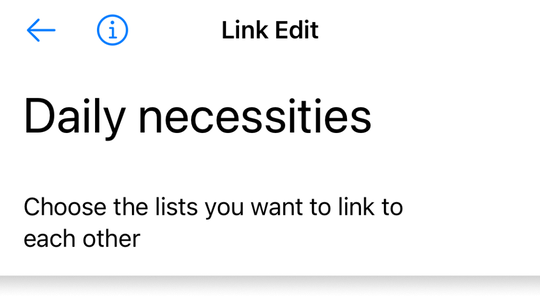 Link Edit
Daily necessities
Choose the lists you want to link to
each other